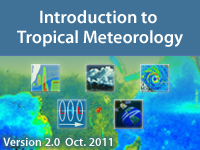 Introduction to
Tropical Meteorology
Version 2.0 Oct. 2011